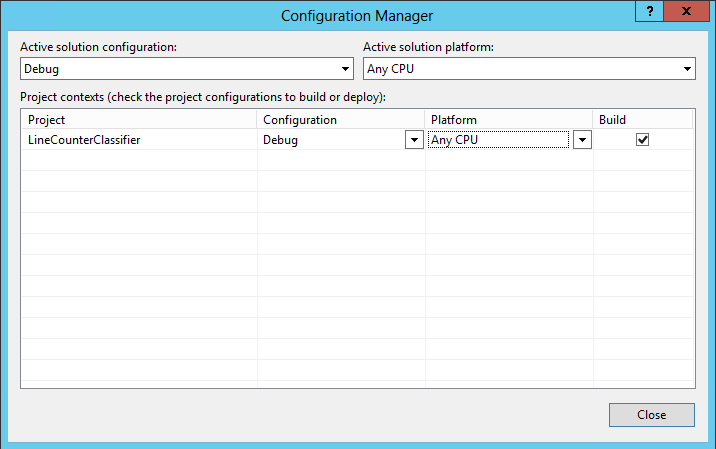 Configuration Manager
? X
Active solution configuration: Active solution platform:
Debug Any CPU
Project contexts (check the project configurations to build or deploy):
Project Configuration Platform Build
LineCounterClassifier Debug Any CPU
Close